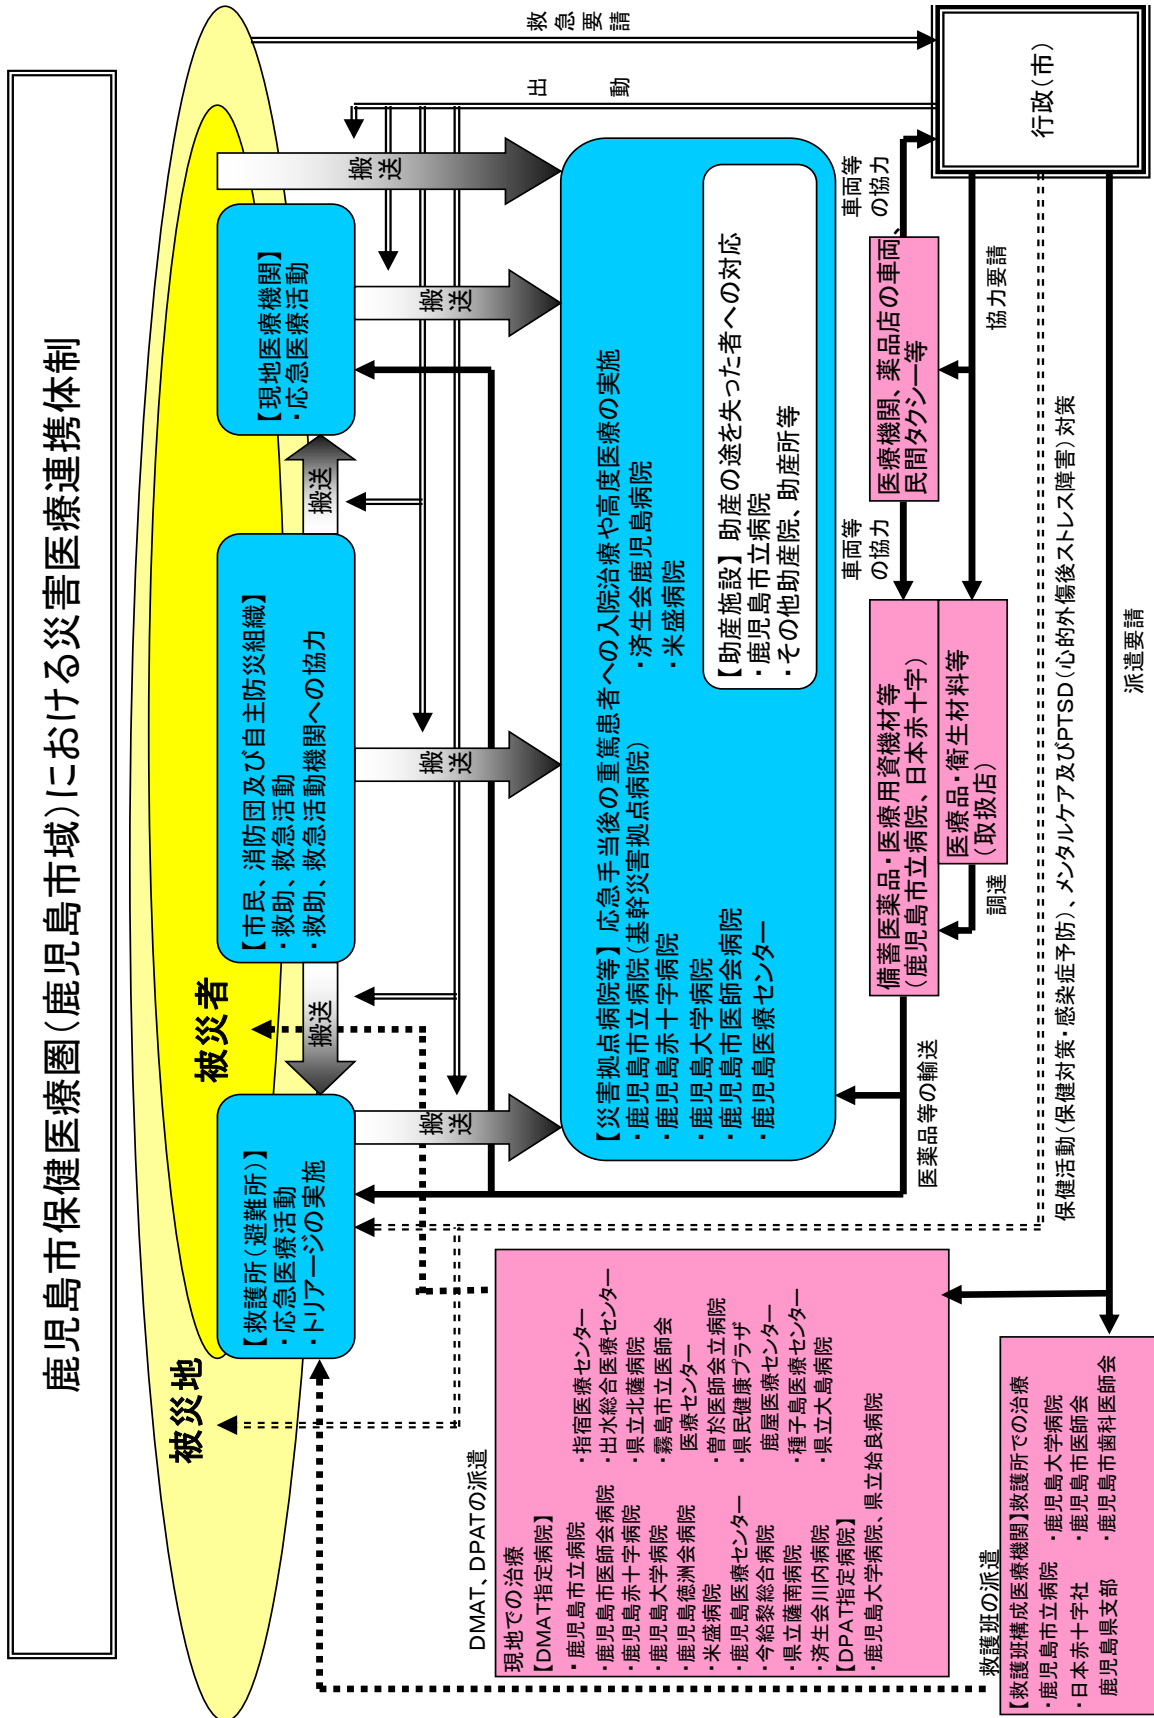 鹿児島市保健医療圏(鹿児島市域)における災害医療連携体制
被災地
被災者
【救護所(避難所)】
・応急医療活動
・トリアージの実施
搬送
【市民、消防団及び自主防災組織】
・救助、救急活動
・救助、救急活動機関への協力
搬送
【現地医療機関】
・応急医療活動
搬送
搬送
搬送
搬送
救急要請
出動
【災害拠点病院等】応急手当後の重篤患者への入院治療や高度医療の実施
・鹿児島市立病院(基幹災害拠点病院)
・鹿児島赤十字病院
・鹿児島大学病院
・鹿児島市医師会病院
・鹿児島医療センター
・済生会鹿児島病院
・米盛病院
【助産施設】助産の途を失った者への対応
・鹿児島市立病院
・その他助産院、助産所等
DMAT、DPATの派遣
現地での治療
【DMAT指定病院】
・鹿児島市立病院
・鹿児島市医師会病院
・鹿児島赤十字病院
・鹿児島大学病院
・鹿児島徳洲会病院
・米盛病院
・鹿児島医療センター
・今給黎総合病院
・県立薩南病院
・済生会川内病院
・指宿医療センター
・出水総合医療センター
・県立北薩病院
・霧島市立医師会
医療センター
・曽於医師会立病院
・県民健康プラザ
鹿屋医療センター
・種子島医療センター
・県立大島病院
【DPAT指定病院】
・鹿児島大学病院、県立姶良病院
医薬品等の輸送
備蓄医薬品・医療用資機材等
(鹿児島市立病院、日本赤十字)
医療品・衛生材料等
(取扱店)
調達
車両等
の協力
医療機関、薬品店の車両、
民間タクシー等
車両等
の協力
行政(市)
協力要請
保健活動(保健対策・感染症予防)、メンタルケア及びPTSD(心的外傷後ストレス障害)対策
派遣要請
救護班の派遣
【救護班構成医療機関】救護所での治療
・鹿児島市立病院
・鹿児島大学病院
・日本赤十字社
・鹿児島市医師会
鹿児島県支部
・鹿児島市歯科医師会